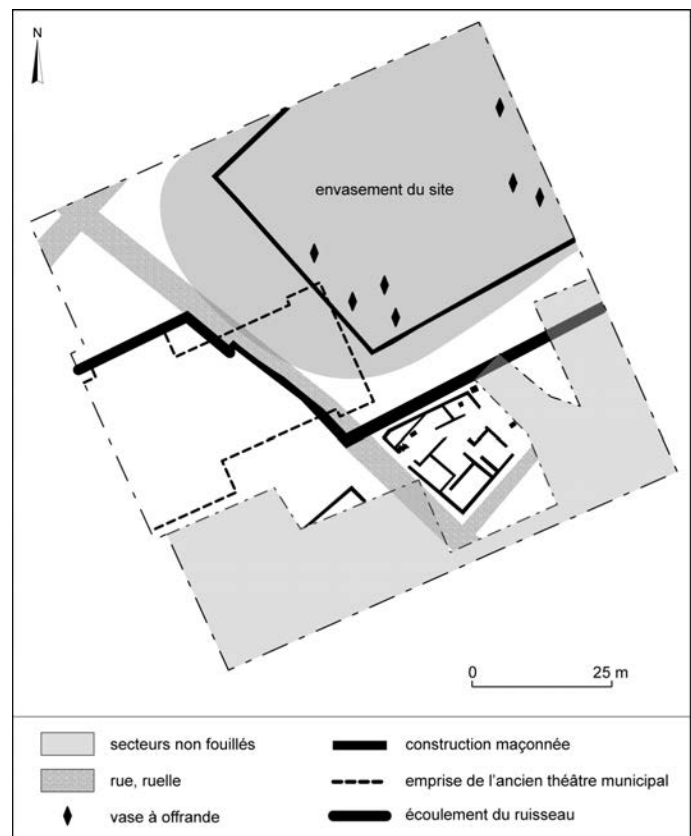 N
envasement du site
0 25 m
secteurs non fouillés
construction maçonnée
rue, ruelle
emprise de l'ancien théâtre municipal
vase à offrande
écoulement du ruisseau